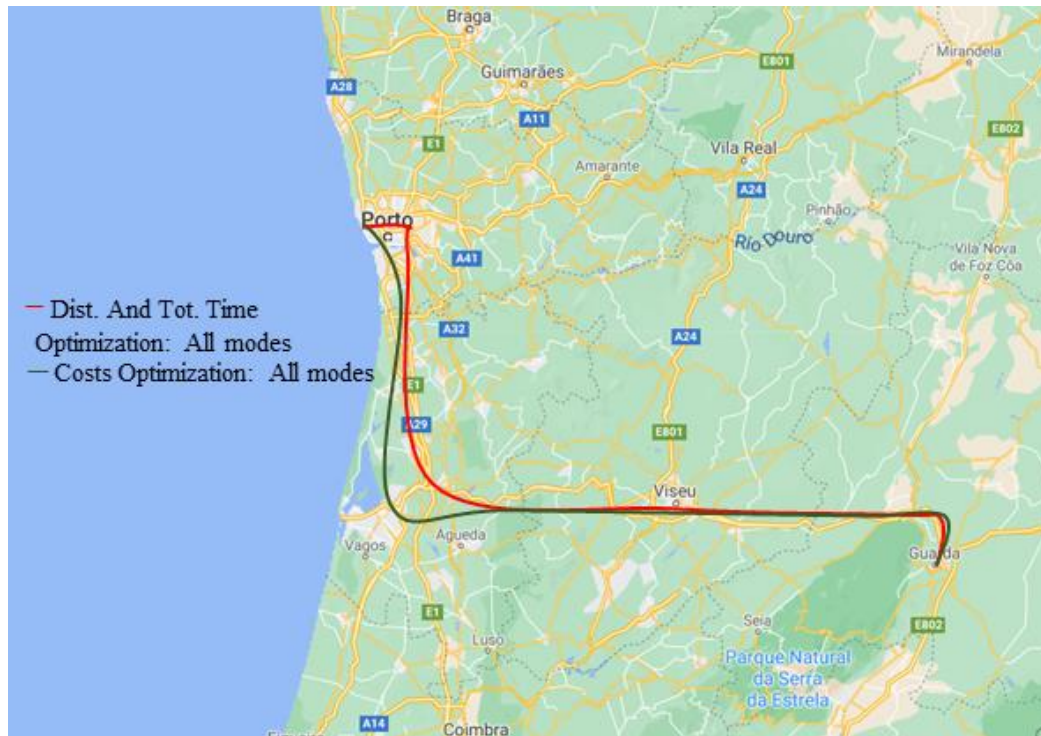 Braga
Mirandela
E801
Guimarães
A28
A11
E802
E1
Vila Real
Amarante
A24
Pinhão
Porto
Río Douro
A41
Vila Nova
de Foz Côa
– Dist. And Tot. Time
Optimization: All modes
– Costs Optimization: All modes
A32
A24
E1
A29
E801
Viseu
Vagos
Agueda
Guarda
E1
Luso
Seia
E802
Parque Natural
da Serra
da Estrela
A14
Coimbra